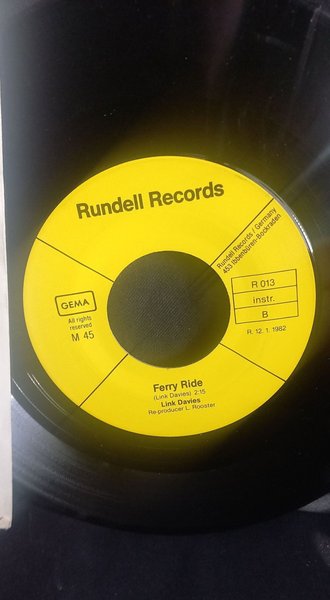 Rundell Records
Rundell Records / Germany
453 Ibbenbüren-Bockraden
GEMA
All rights
reserved
M 45
R 013
instr.
B
R. 12. 1. 1982
Ferry Ride
(Link Davies) 2:15
Link Davies
Re-producer L. Rooster